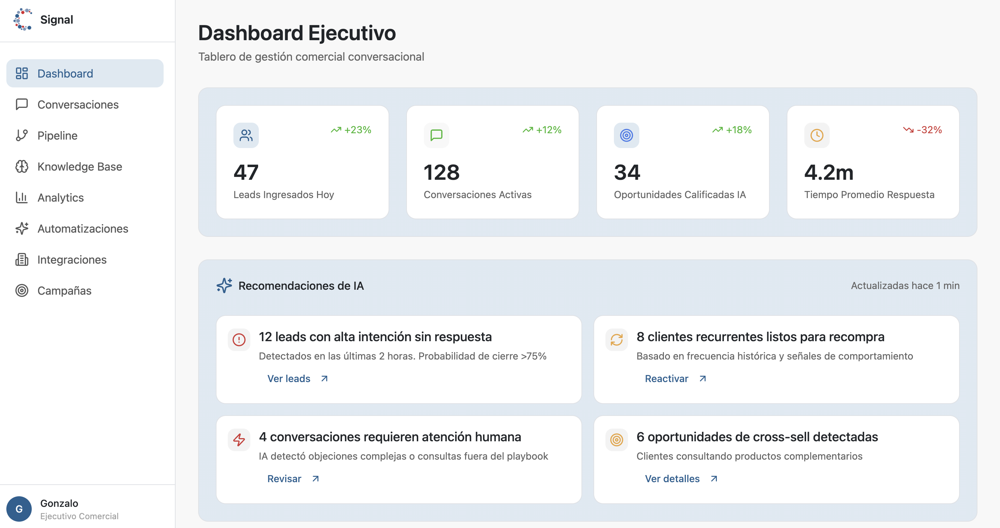 Signal
Dashboard
Conversaciones
Pipeline
Knowledge Base
Analytics
Automatizaciones
Integraciones
Campañas
G
Gonzalo
Ejecutivo Comercial
Dashboard Ejecutivo
Tablero de gestión comercial conversacional
+23%
47
Leads Ingresados Hoy
+12%
128
Conversaciones Activas
+18%
34
Oportunidades Calificadas IA
-32%
4.2m
Tiempo Promedio Respuesta
Recomendaciones de IA
Actualizadas hace 1 min
12 leads con alta intención sin respuesta
Detectados en las últimas 2 horas. Probabilidad de cierre >75%
Ver leads
8 clientes recurrentes listos para recompra
Basado en frecuencia histórica y señales de comportamiento
Reactivar
4 conversaciones requieren atención humana
IA detectó objeciones complejas o consultas fuera del playbook
Revisar
6 oportunidades de cross-sell detectadas
Clientes consultando productos complementarios
Ver detalles